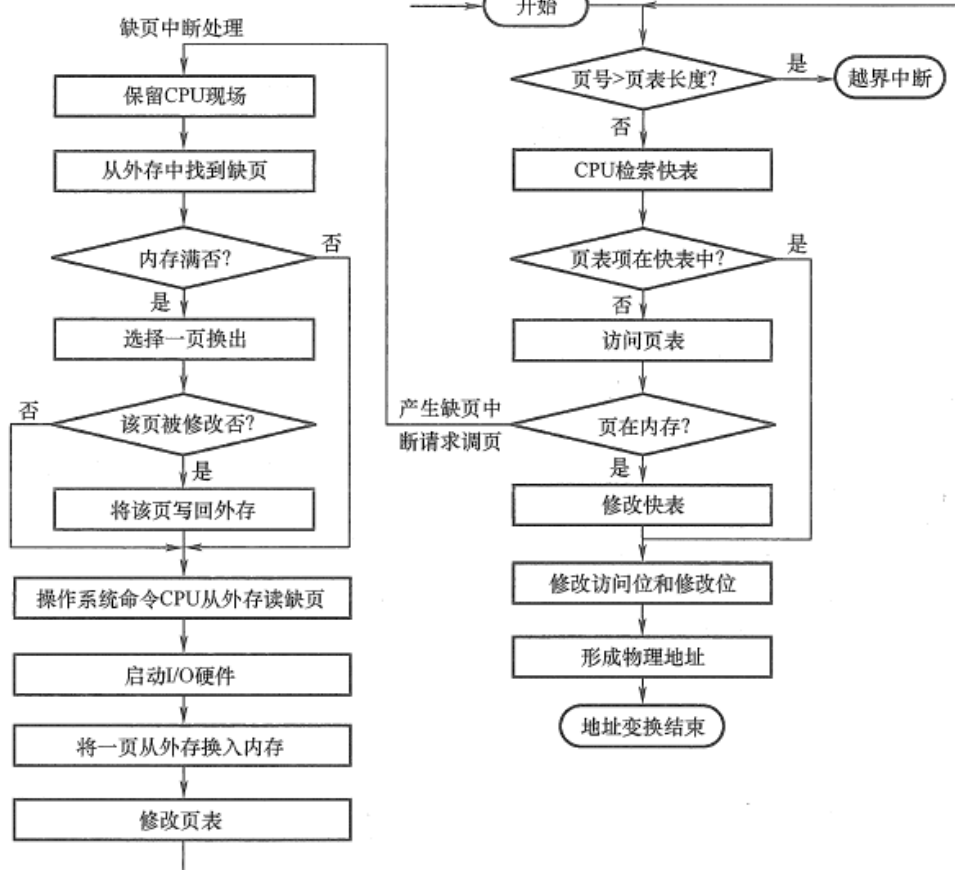 缺页中断处理
保留CPU现场
从外存中找到缺页
内存满否?
否
是
选择一页换出
否
该页被修改否?
是
将该页写回外存
操作系统命令CPU从外存读缺页
启动I/O硬件
将一页从外存换入内存
修改页表
产生缺页中
断请求调页
开始
页号>页表长度?
是
越界中断
否
CPU检索快表
页表项在快表中?
是
否
访问页表
页在内存?
是
修改快表
修改访问位和修改位
形成物理地址
地址变换结束